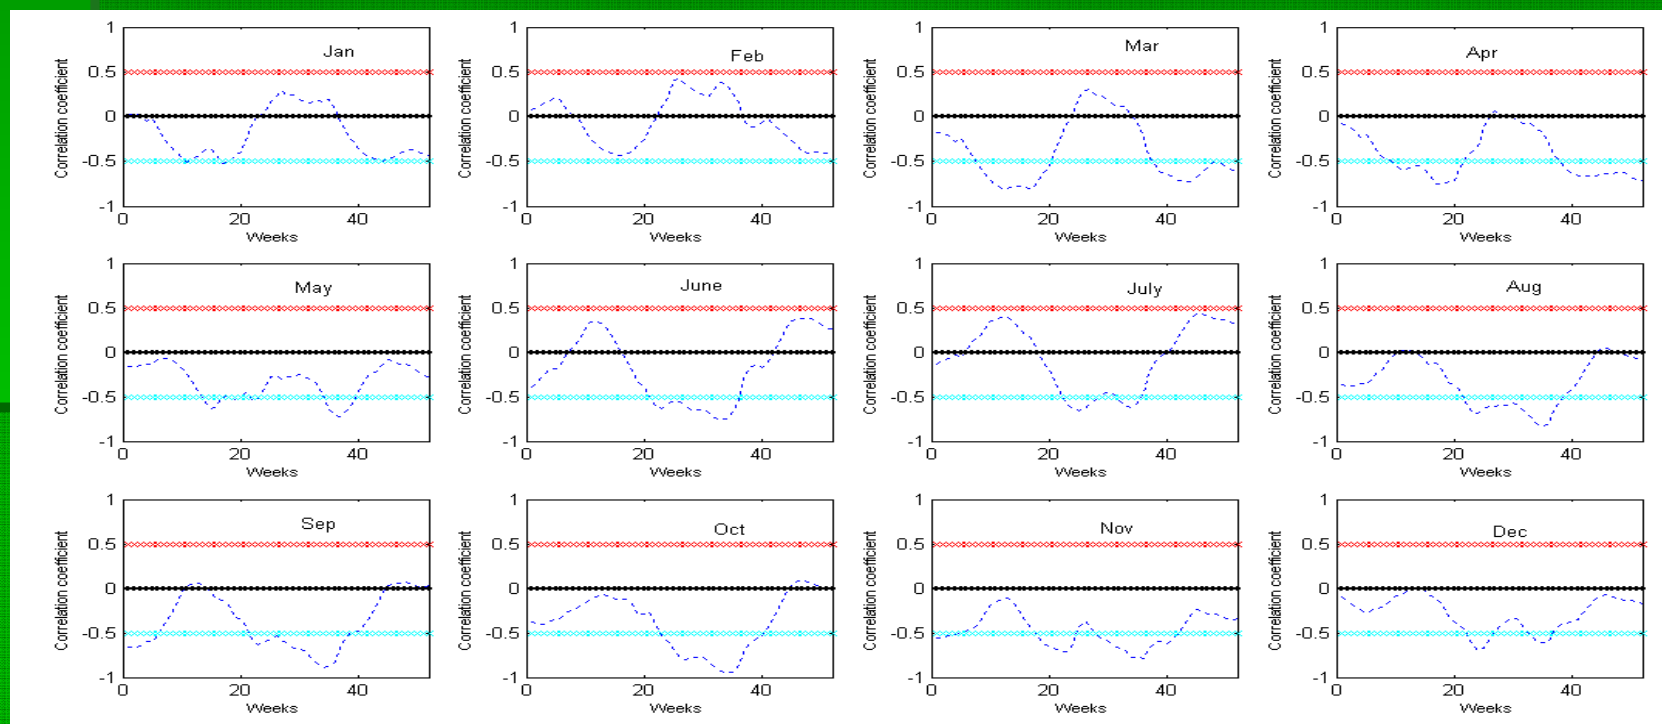 1
Jan
0.5
0
-0.5
-1
0 20 40
Correlation coefficient
Weeks
1
Feb
0.5
0
-0.5
-1
0 20 40
Correlation coefficient
Weeks
1
Mar
0.5
0
-0.5
-1
0 20 40
Correlation coefficient
Weeks
1
Apr
0.5
0
-0.5
-1
0 20 40
Correlation coefficient
Weeks
1
May
0.5
0
-0.5
-1
0 20 40
Correlation coefficient
Weeks
1
June
0.5
0
-0.5
-1
0 20 40
Correlation coefficient
Weeks
1
July
0.5
0
-0.5
-1
0 20 40
Correlation coefficient
Weeks
1
Aug
0.5
0
-0.5
-1
0 20 40
Correlation coefficient
Weeks
1
Sep
0.5
0
-0.5
-1
0 20 40
Correlation coefficient
Weeks
1
Oct
0.5
0
-0.5
-1
0 20 40
Correlation coefficient
Weeks
1
Nov
0.5
0
-0.5
-1
0 20 40
Correlation coefficient
Weeks
1
Dec
0.5
0
-0.5
-1
0 20 40
Correlation coefficient
Weeks